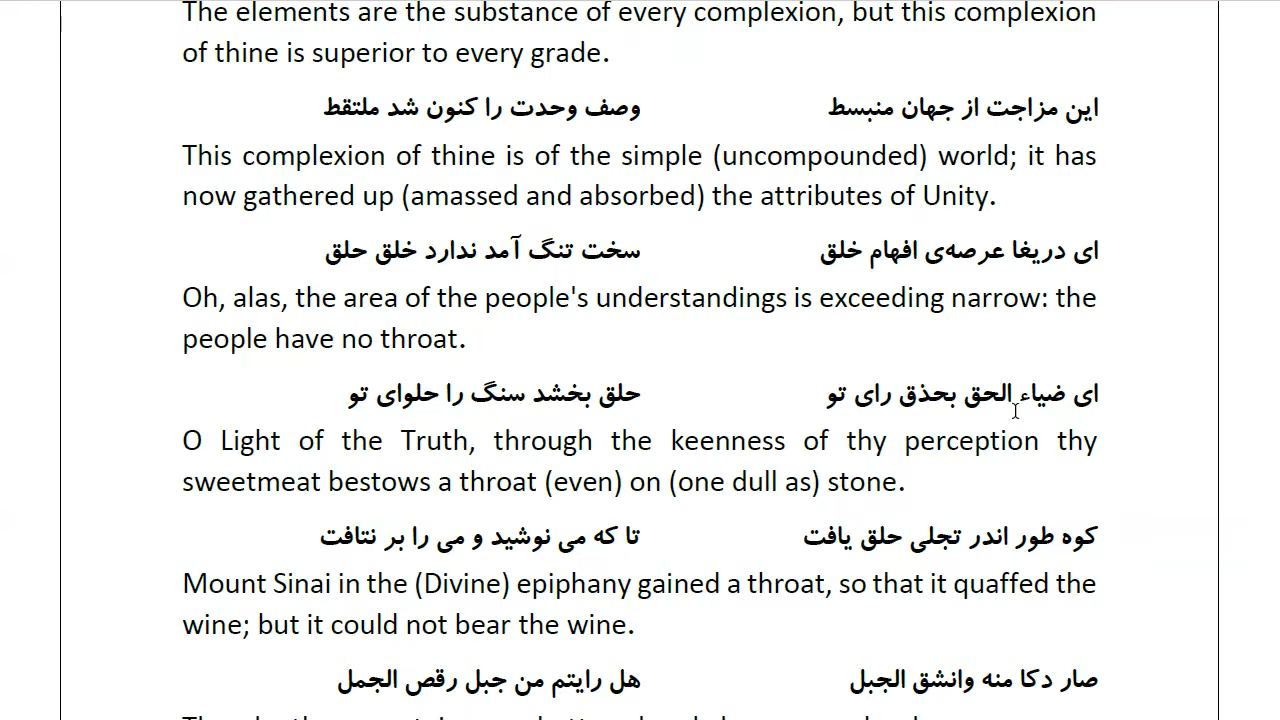 The elements are the substance of every complexion, but this complexion
of thine is superior to every grade.
این مزاجت از جهان منبسط وصف وحدت را کنون شد ملتقط
This complexion of thine is of the simple (uncompounded) world; it has
now gathered up (amassed and absorbed) the attributes of Unity.
ای دریغا عرصه‌ی افهام خلق سخت تنگ آمد ندارد خلق حلق
Oh, alas, the area of the people's understandings is exceeding narrow: the
people have no throat.
ای ضیاء الحق بحذق رای تو حلق بخشد سنگ را حلوای تو
O Light of the Truth, through the keenness of thy perception thy
sweetmeat bestows a throat (even) on (one dull as) stone.
کوه طور اندر تجلی حلق یافت تا که می نوشید و می را بر نتافت
Mount Sinai in the (Divine) epiphany gained a throat, so that it quaffed the
wine; but it could not bear the wine.
صار دکا منه وانشق الجبل هل رایتم من جبل رقص الجمل